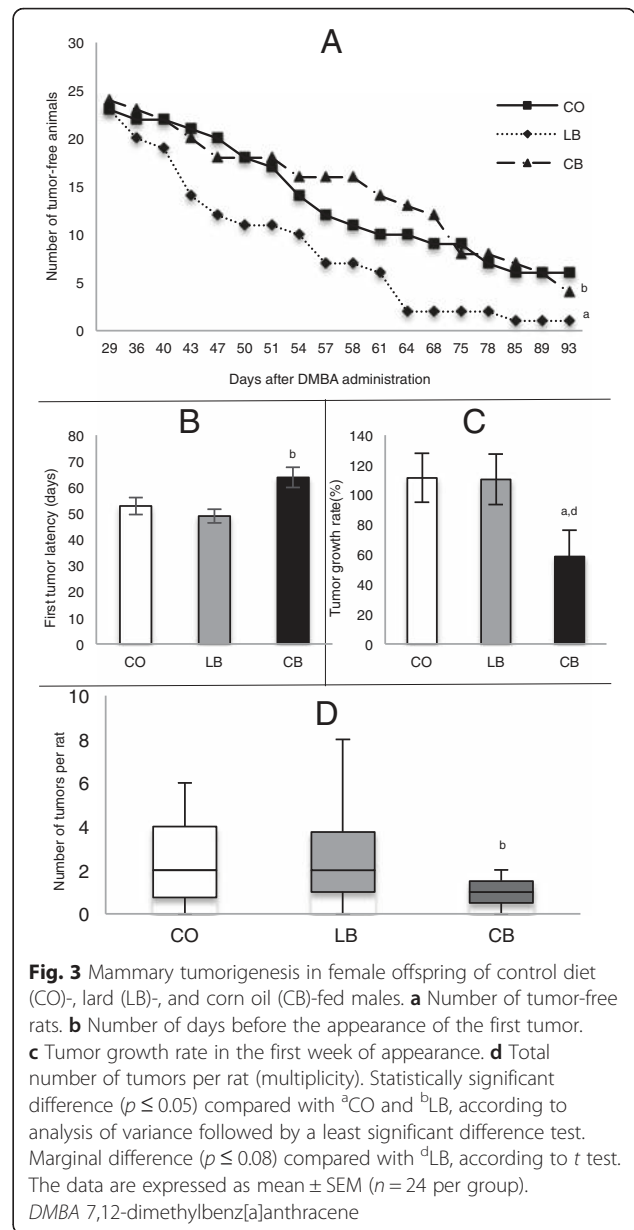 A
30
25
20
15
10
5
0
Number of tumor-free animals
CO
LB
CB
b
a
29 36 40 43 47 50 51 54 57 58 61 64 68 75 78 85 89 93
Days after DMBA administration
B
80
70
60
50
40
30
20
10
0
First tumor latency (days)
b
CO LB CB
C
140
120
100
80
60
40
20
0
Tumor growth rate(%)
a,d
CO LB CB
D
10
8
6
4
2
0
Number of tumors per rat
b
CO LB CB
Fig. 3 Mammary tumorigenesis in female offspring of control diet
(CO)-, lard (LB)-, and corn oil (CB)-fed males. a Number of tumor-free
rats. b Number of days before the appearance of the first tumor.
c Tumor growth rate in the first week of appearance. d Total
number of tumors per rat (multiplicity). Statistically significant
difference (p ≤ 0.05) compared with ᵃCO and ᵇLB, according to
analysis of variance followed by a least significant difference test.
Marginal difference (p ≤ 0.08) compared with ᵈLB, according to t test.
The data are expressed as mean ± SEM (n = 24 per group).
DMBA 7,12-dimethylbenz[a]anthracene